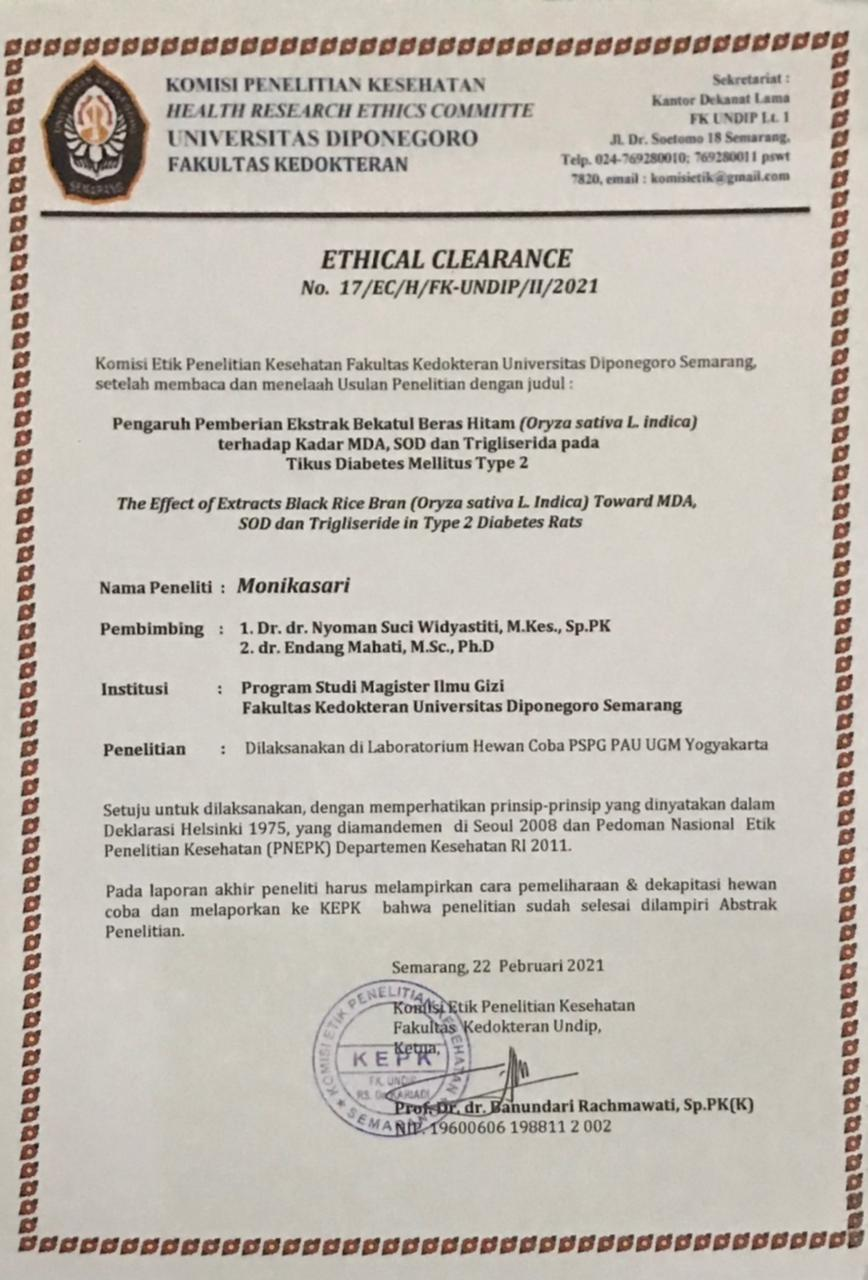 KOMISI PENELITIAN KESEHATAN
HEALTH RESEARCH ETHICS COMMITTE
UNIVERSITAS DIPONEGORO
FAKULTAS KEDOKTERAN
Sekretariat :
Kantor Dekanat Lama
FK UNDIP Lt. 1
Jl. Dr. Soetomo 18 Semarang,
Telp. 024-769280010; 769280011 pswt
7820, email : komisietik@gmail.com
SEMARANG
ETHICAL CLEARANCE
No. 17/EC/H/FK-UNDIP/II/2021
Komisi Etik Penelitian Kesehatan Fakultas Kedokteran Universitas Diponegoro Semarang,
setelah membaca dan menelaah Usulan Penelitian dengan judul :
Pengaruh Pemberian Ekstrak Bekatul Beras Hitam (Oryza sativa L. indica)
terhadap Kadar MDA, SOD dan Trigliserida pada
Tikus Diabetes Mellitus Type 2
The Effect of Extracts Black Rice Bran (Oryza sativa L. Indica) Toward MDA,
SOD dan Trigliseride in Type 2 Diabetes Rats
Nama Peneliti : Monikasari
Pembimbing : 1. Dr. dr. Nyoman Suci Widyastiti, M.Kes., Sp.PK
2. dr. Endang Mahati, M.Sc., Ph.D
Institusi : Program Studi Magister Ilmu Gizi
Fakultas Kedokteran Universitas Diponegoro Semarang
Penelitian : Dilaksanakan di Laboratorium Hewan Coba PSPG PAU UGM Yogyakarta
Setuju untuk dilaksanakan, dengan memperhatikan prinsip-prinsip yang dinyatakan dalam
Deklarasi Helsinki 1975, yang diamandemen di Seoul 2008 dan Pedoman Nasional Etik
Penelitian Kesehatan (PNEPK) Departemen Kesehatan RI 2011.
Pada laporan akhir peneliti harus melampirkan cara pemeliharaan & dekapitasi hewan
coba dan melaporkan ke KEPK bahwa penelitian sudah selesai dilampiri Abstrak
Penelitian.
Semarang, 22 Pebruari 2021
Komisi Etik Penelitian Kesehatan
Fakultas Kedokteran Undip,
Ketua,
Prof. Dr. dr. Banundari Rachmawati, Sp.PK(K)
NIP. 19600606 198811 2 002
KOMISI ETIK PENELITIAN KESEHATAN
KEPK
FK. UNDIP
RS. Dr. KARIADI
SEMARANG